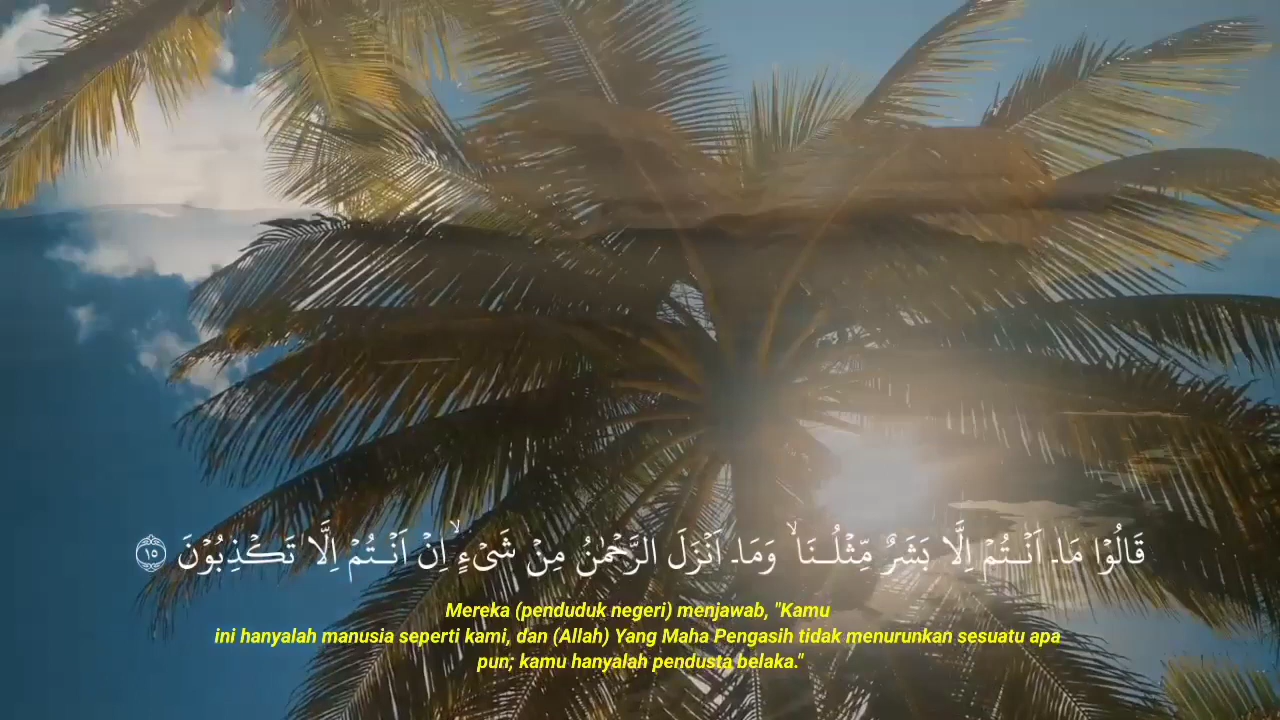 قَالُوْا مَآ اَنْتُمْ اِلَّا بَشَرٌ مِّثْلُنَاۙ وَمَآ اَنْزَلَ الرَّحْمٰنُ مِنْ شَيْءٍۙ اِنْ اَنْتُمْ اِلَّا تَكْذِبُوْنَ ١٥
Mereka (penduduk negeri) menjawab, "Kamu
ini hanyalah manusia seperti kami, dan (Allah) Yang Maha Pengasih tidak menurunkan sesuatu apa
pun; kamu hanyalah pendusta belaka."